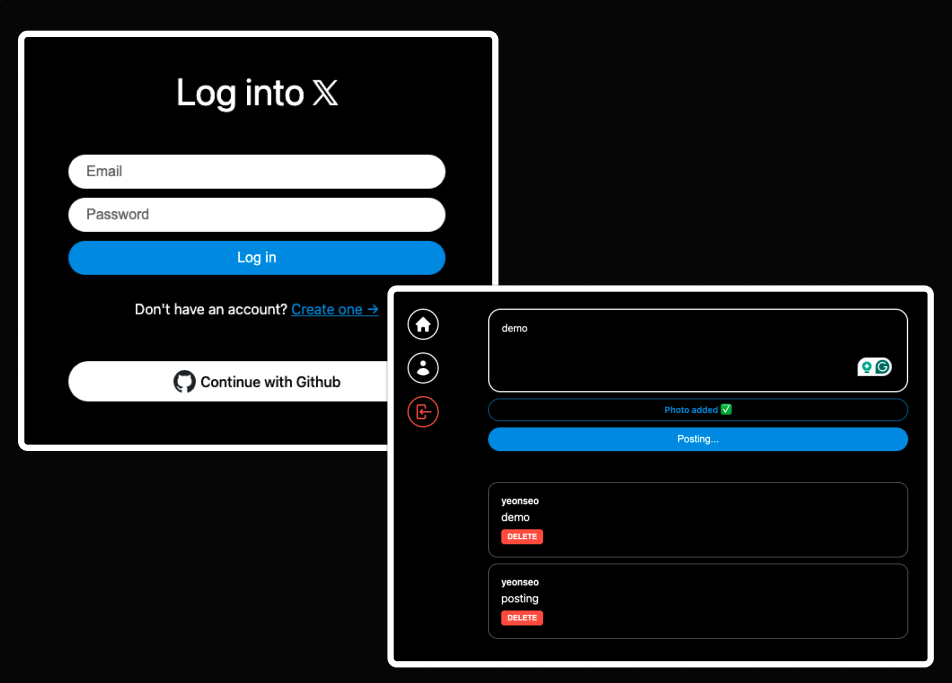 Log into 𝕏
Email
Password
Log in
Don't have an account? Create one →
Continue with Github
demo
Photo added ✅
Posting...
yeonseo
demo
DELETE
yeonseo
posting
DELETE